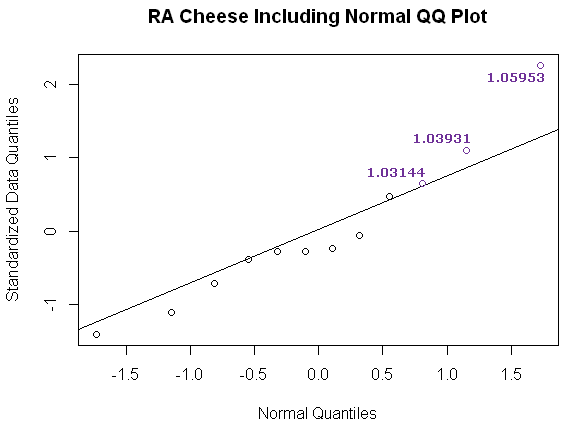 RA Cheese Including Normal QQ Plot
Standardized Data Quantiles
2
1
0
-1
1.05953
1.03931
1.03144
-1.5 -1.0 -0.5 0.0 0.5 1.0 1.5
Normal Quantiles